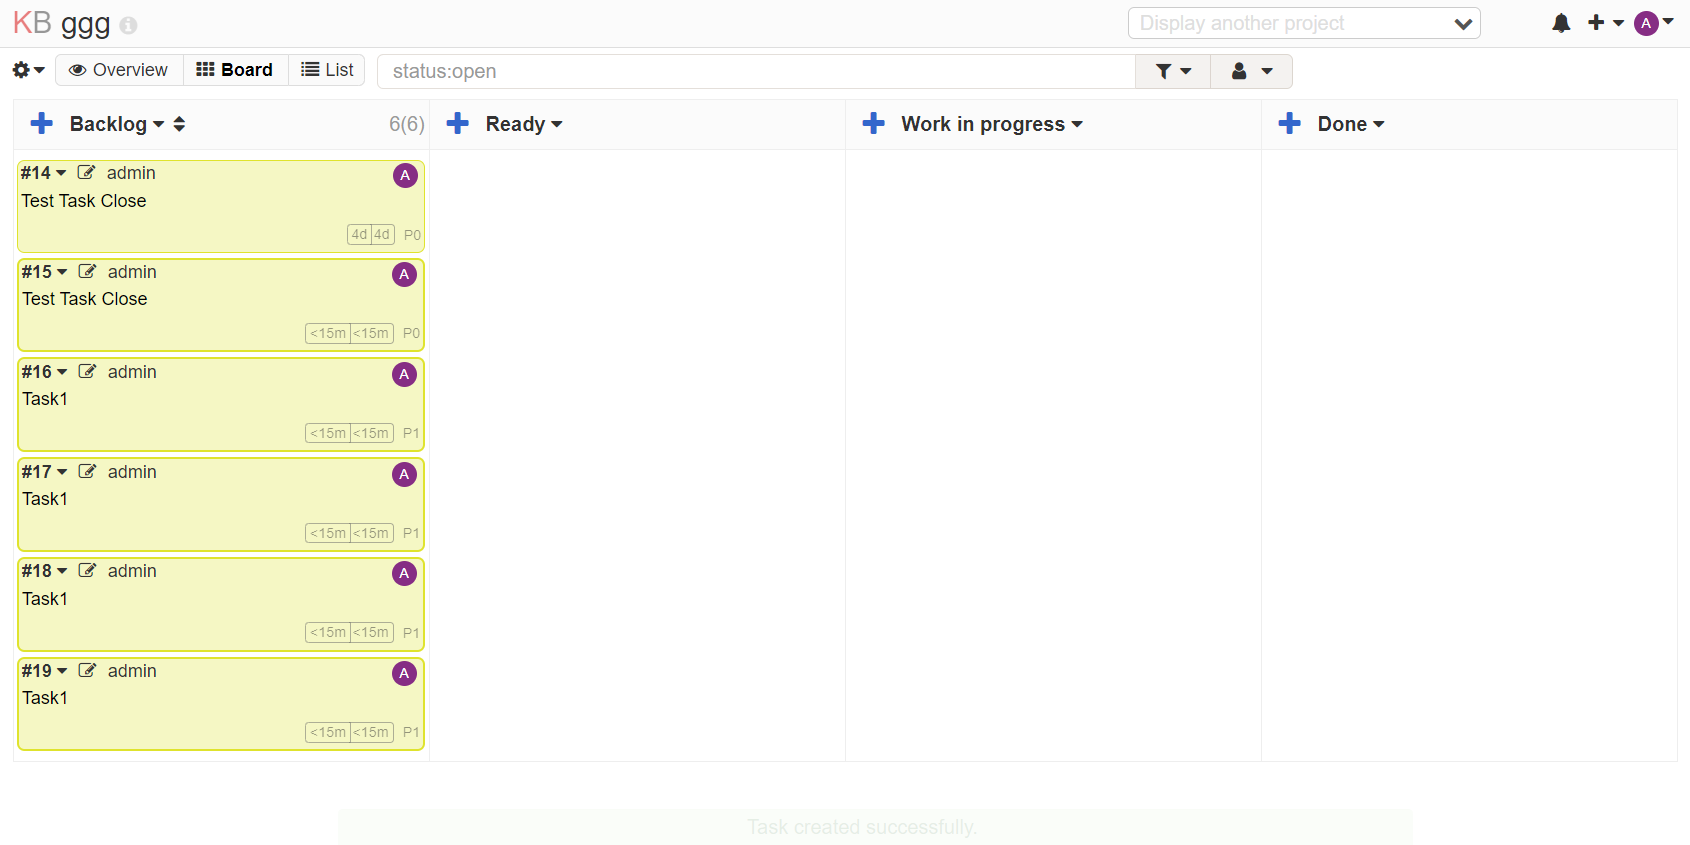 KB ggg
Display another project
A
Overview
Board
List
status:open
Backlog
6(6)
Ready
Work in progress
Done
#14 admin A
Test Task Close
4d 4d P0
#15 admin A
Test Task Close
<15m <15m P0
#16 admin A
Task1
<15m <15m P1
#17 admin A
Task1
<15m <15m P1
#18 admin A
Task1
<15m <15m P1
#19 admin A
Task1
<15m <15m P1
Task created successfully.